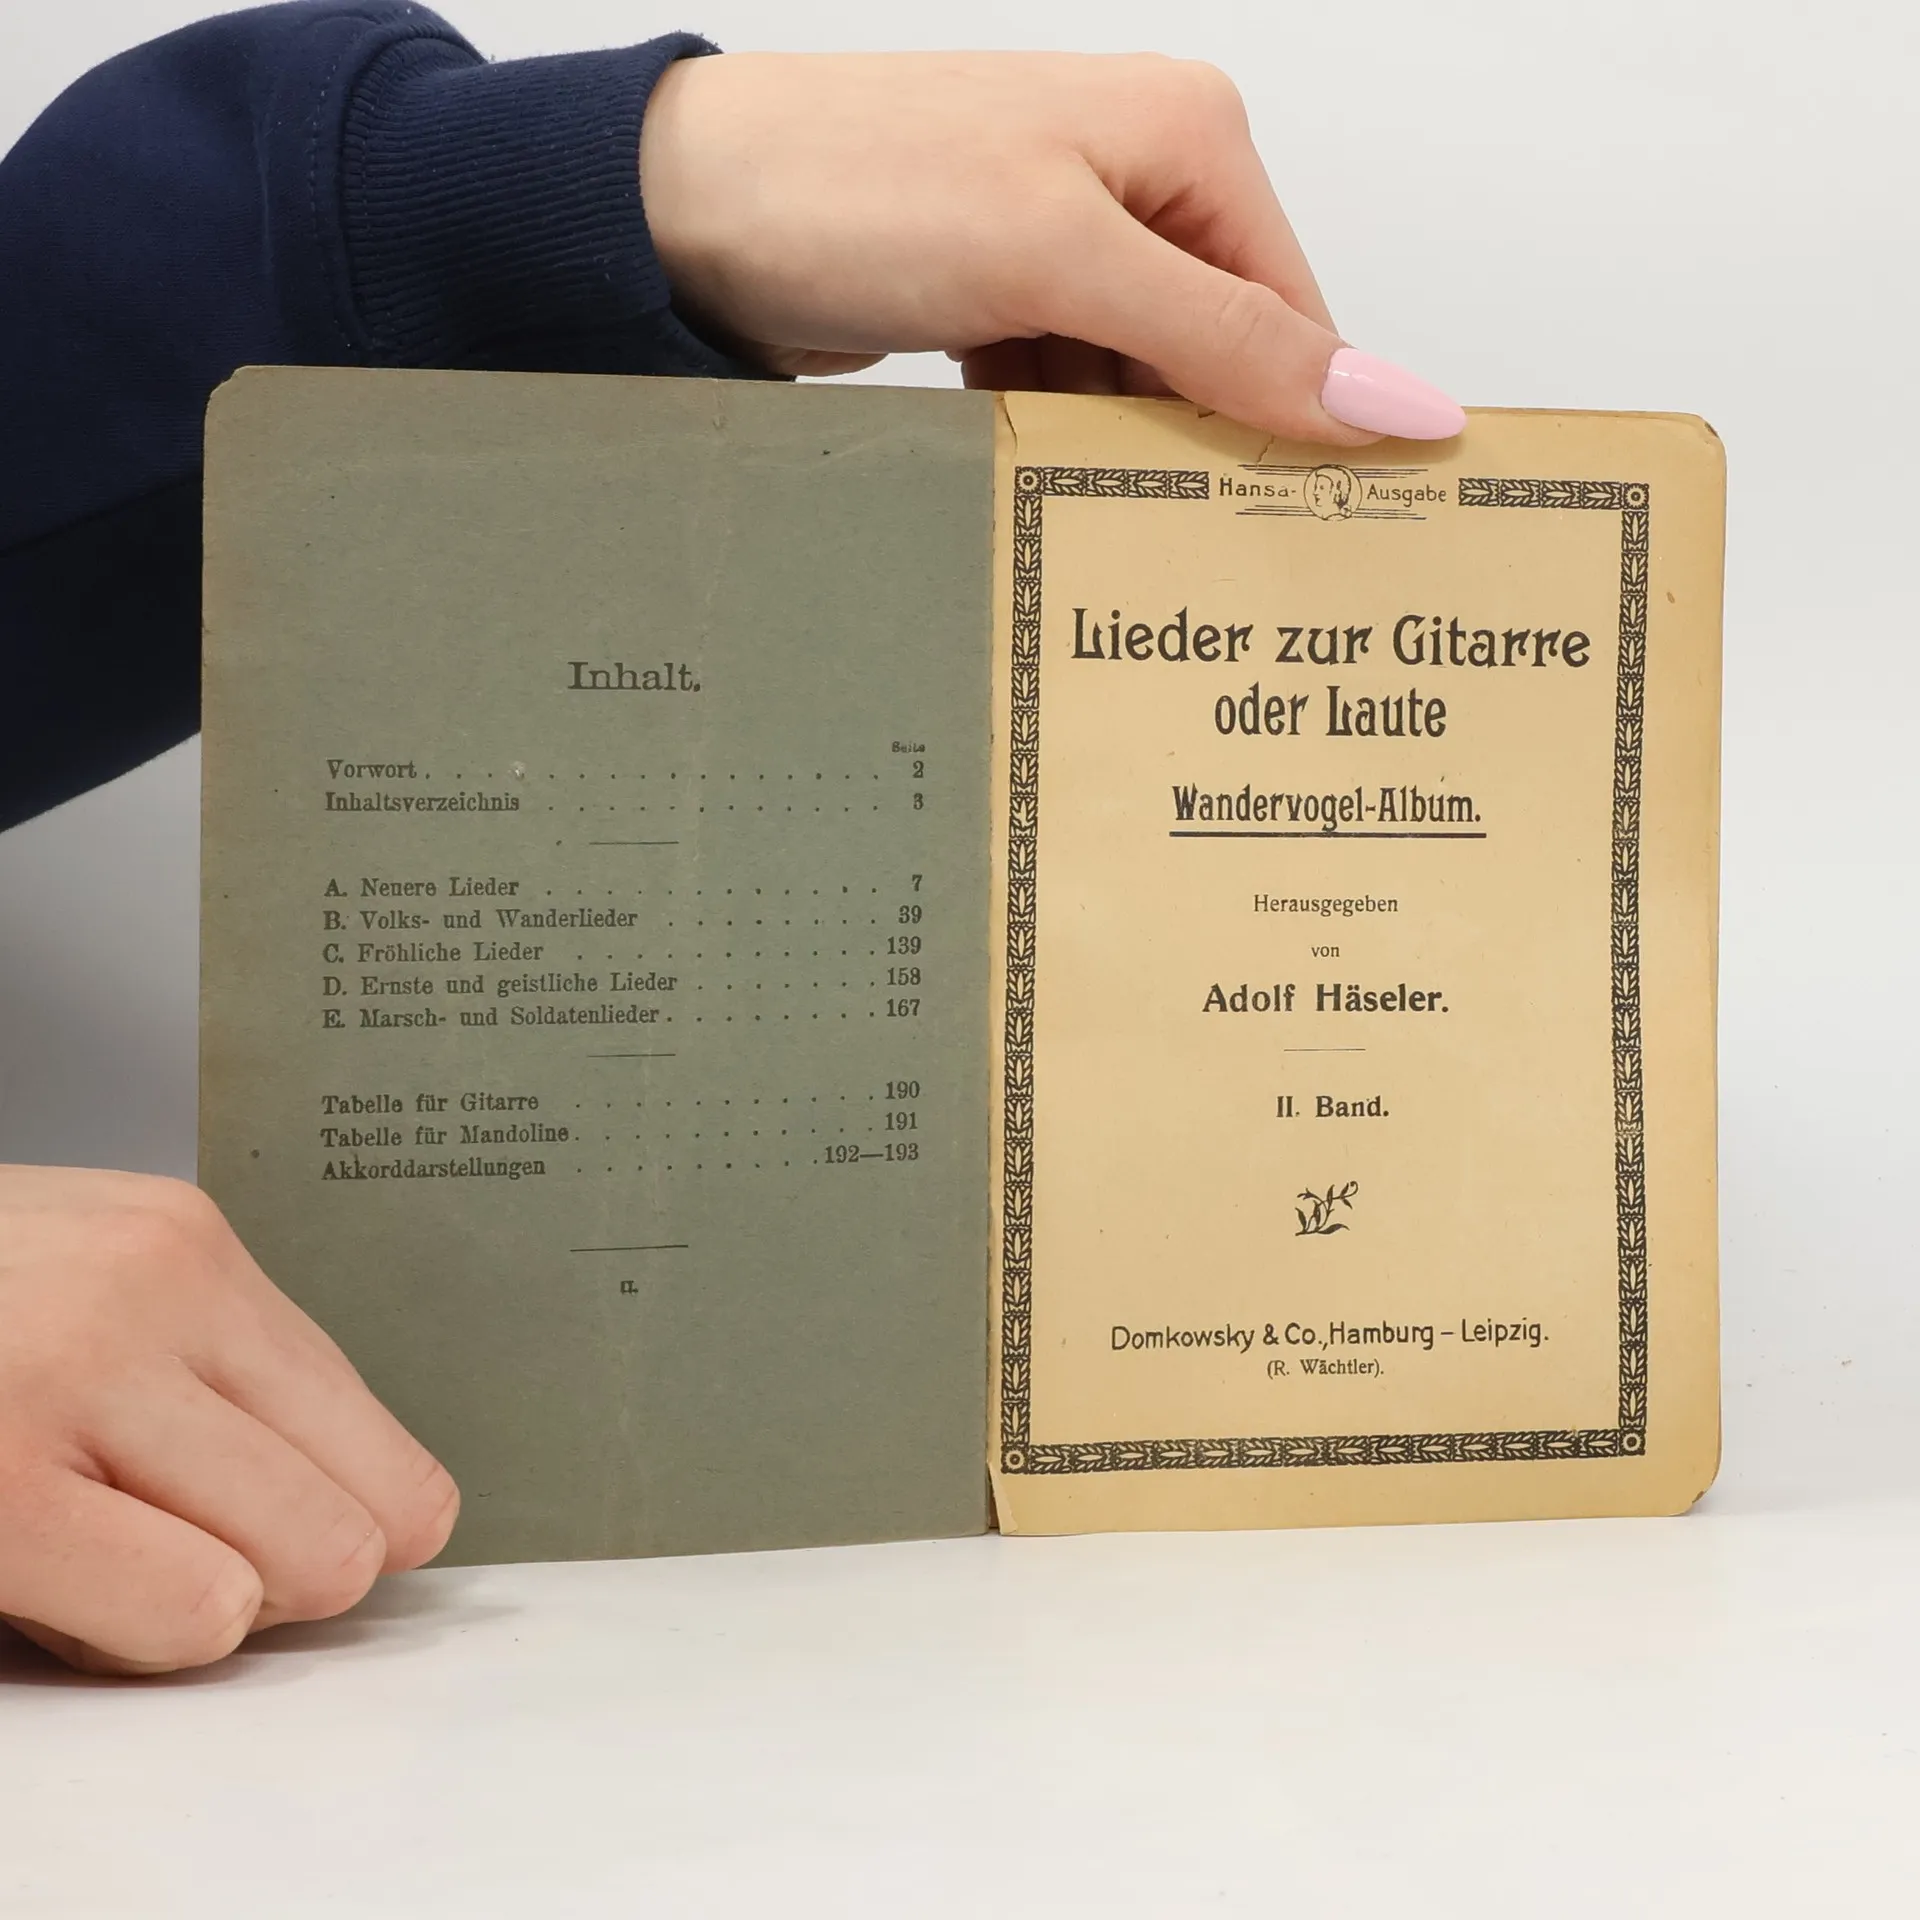 Inhalt.
Seite
Vorwort . . . . . . . . . . . . . . . . 2
Inhaltsverzeichnis . . . . . . . . . . . . 3
A. Neuere Lieder . . . . . . . . . . . . 7
B. Volks- und Wanderlieder . . . . . . . . 39
C. Fröhliche Lieder . . . . . . . . . . . 139
D. Ernste und geistliche Lieder . . . . . . . 158
E. Marsch- und Soldatenlieder . . . . . . . . 167
Tabelle für Gitarre . . . . . . . . . . . 190
Tabelle für Mandoline . . . . . . . . . . . 191
Akkorddarstellungen . . . . . . . . . 192—193
II.
Hansa- Ausgabe
Lieder zur Gitarre
oder Laute
Wandervogel-Album.
Herausgegeben
von
Adolf Häseler.
II. Band.
Domkowsky & Co., Hamburg – Leipzig.
(R. Wächtler).